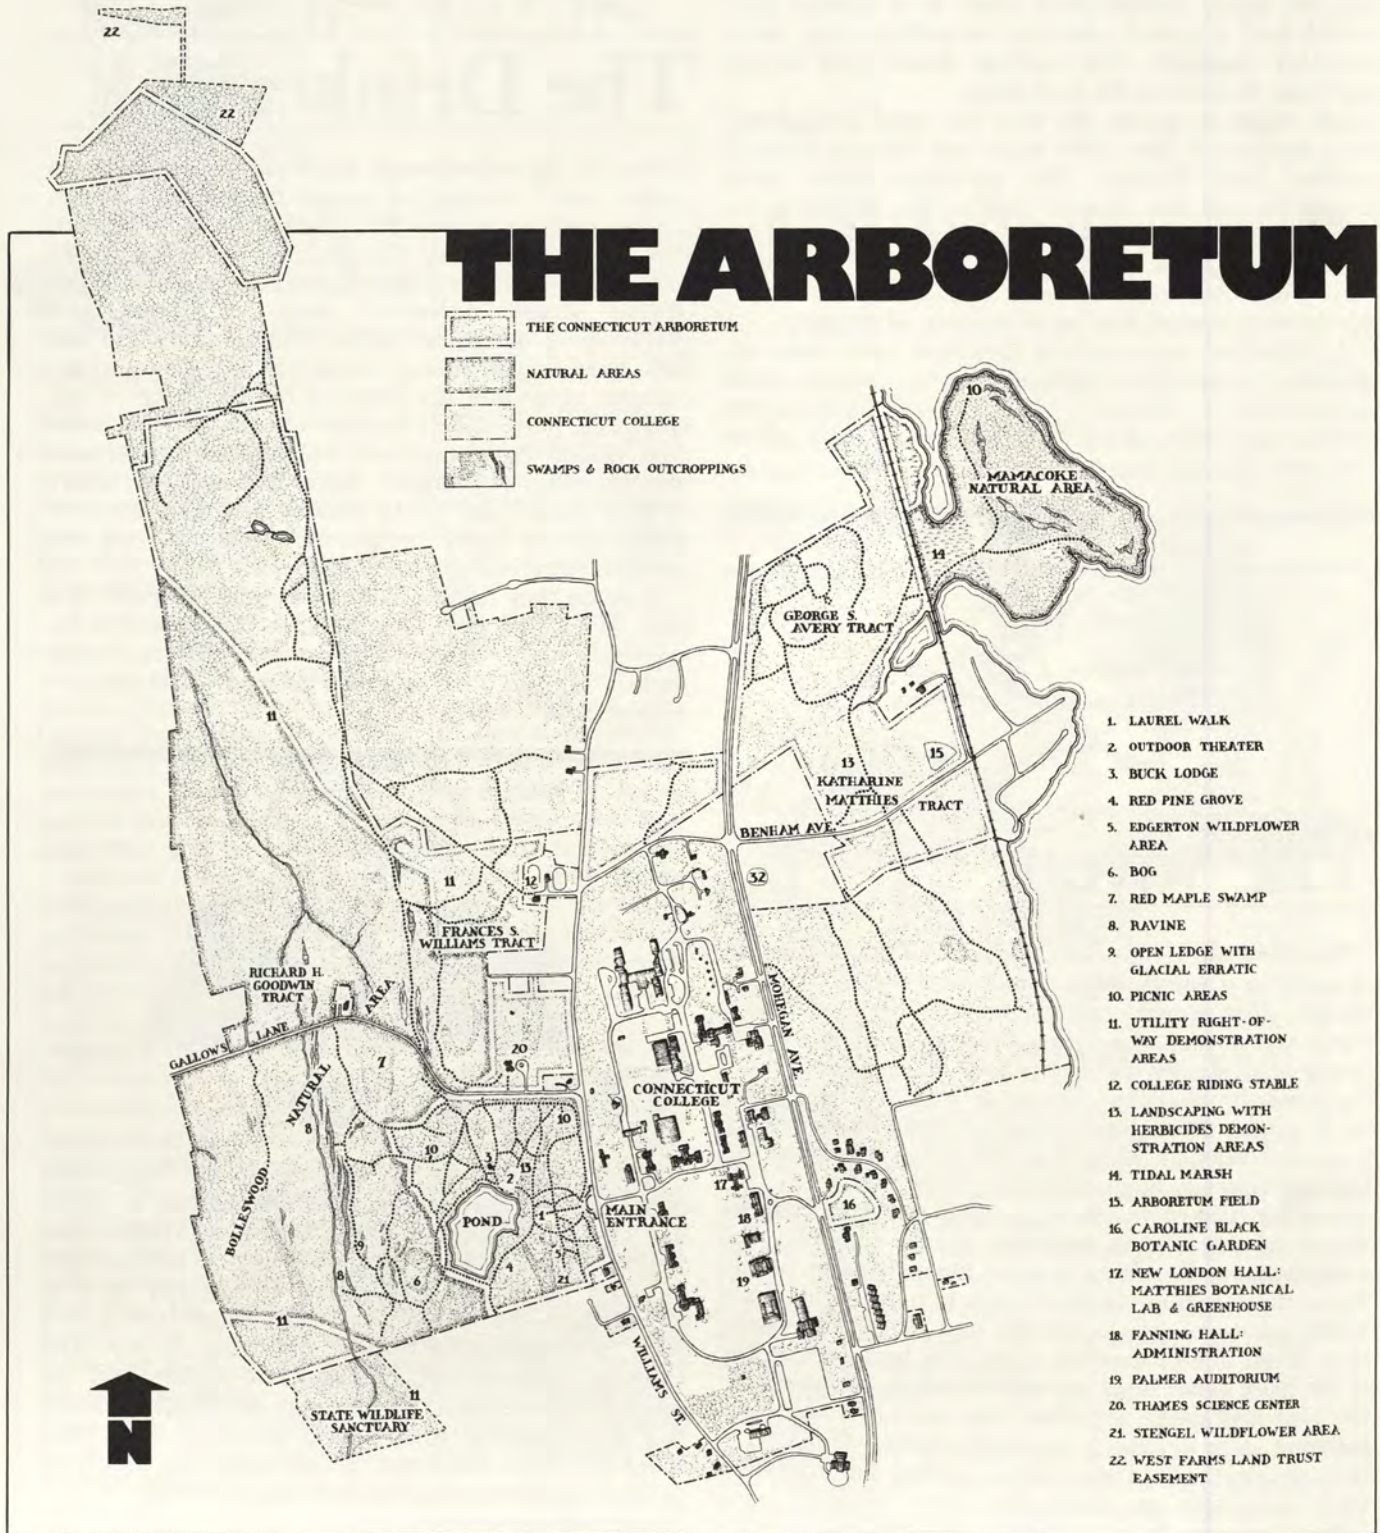 22
22
THE ARBORETUM
THE CONNECTICUT ARBORETUM
NATURAL AREAS
CONNECTICUT COLLEGE
SWAMPS & ROCK OUTCROPPINGS
10
MAMACOKE
NATURAL AREA
14
GEORGE S.
AVERY TRACT
11
13
KATHARINE
MATTHIES
TRACT
15
BENHAM AVE.
11
12
32
FRANCES S.
WILLIAMS TRACT
RICHARD H.
GOODWIN
TRACT
AREA
MOHEGAN AVE.
GALLOWS LANE
NATURAL
7
20
CONNECTICUT
COLLEGE
8
10
10
3
13
2
BOLLESWOOD
POND
1
MAIN
ENTRANCE
17
18
16
9
5
4
21
8
6
19
11
WILLIAMS ST.
11
STATE WILDLIFE
SANCTUARY
N
1. LAUREL WALK
2. OUTDOOR THEATER
3. BUCK LODGE
4. RED PINE GROVE
5. EDGERTON WILDFLOWER
AREA
6. BOG
7. RED MAPLE SWAMP
8. RAVINE
9. OPEN LEDGE WITH
GLACIAL ERRATIC
10. PICNIC AREAS
11. UTILITY RIGHT-OF-
WAY DEMONSTRATION
AREAS
12. COLLEGE RIDING STABLE
13. LANDSCAPING WITH
HERBICIDES DEMON-
STRATION AREAS
14. TIDAL MARSH
15. ARBORETUM FIELD
16. CAROLINE BLACK
BOTANIC GARDEN
17. NEW LONDON HALL:
MATTHIES BOTANICAL
LAB & GREENHOUSE
18. FANNING HALL:
ADMINISTRATION
19. PALMER AUDITORIUM
20. THAMES SCIENCE CENTER
21. STENGEL WILDFLOWER AREA
22. WEST FARMS LAND TRUST
EASEMENT